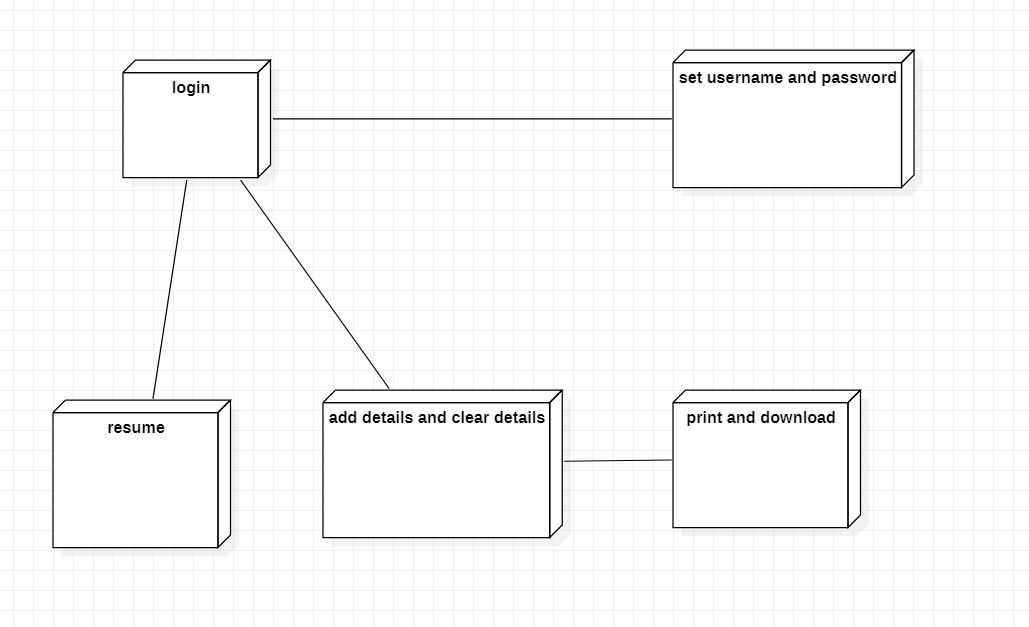 login
set username and password
resume
add details and clear details
print and download